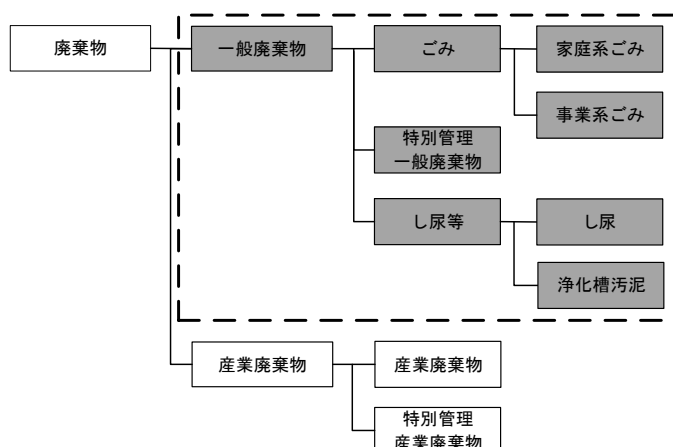 廃棄物
一般廃棄物
ごみ
家庭系ごみ
事業系ごみ
特別管理
一般廃棄物
し尿等
し尿
浄化槽汚泥
産業廃棄物
産業廃棄物
特別管理
産業廃棄物